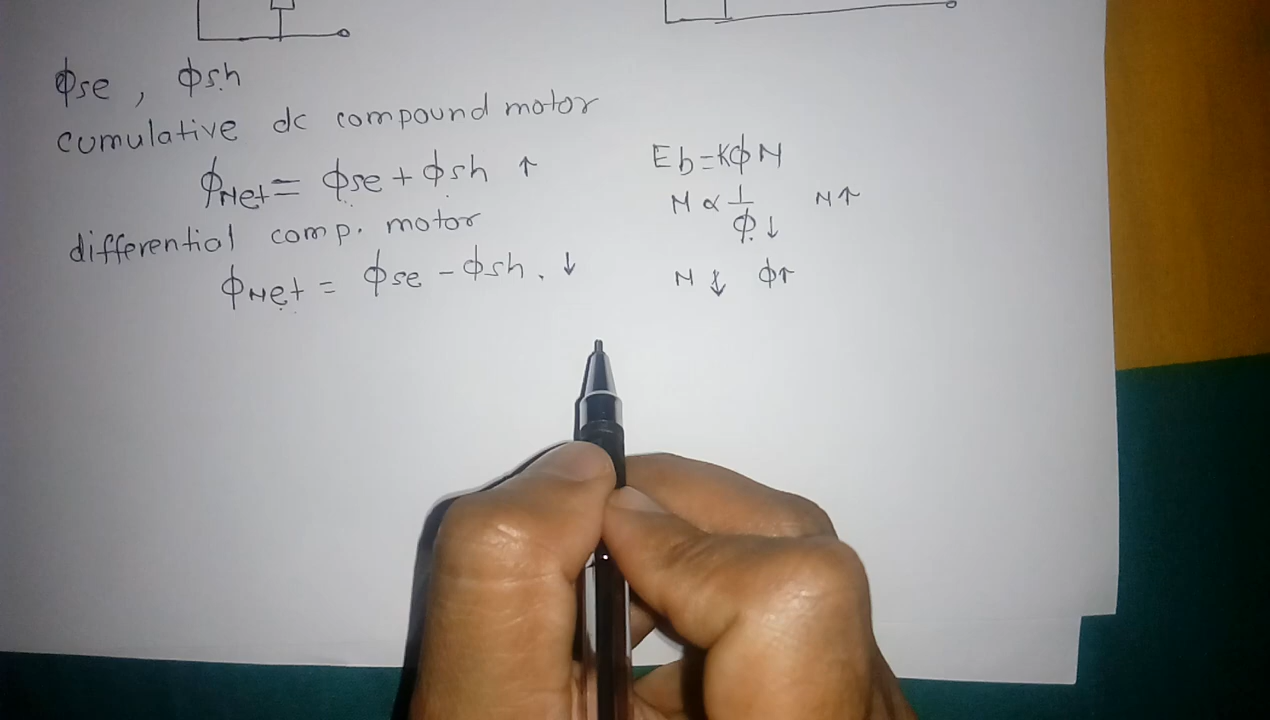 ϕse , ϕsh
cumulative dc compound motor
ϕNet = ϕse + ϕsh ↑
differential comp. motor
ϕNet = ϕse - ϕsh . ↓
Eb = KϕN
N ∝ 1/ϕ ↓ N↑
N ↓ ϕ↑